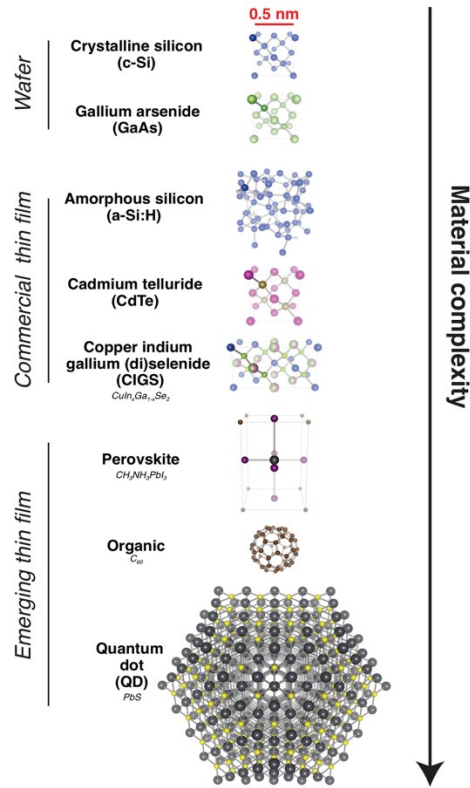 0.5 nm
Wafer
Crystalline silicon
(c-Si)
Gallium arsenide
(GaAs)
Commercial thin film
Amorphous silicon
(a-Si:H)
Cadmium telluride
(CdTe)
Copper indium
gallium (di)selenide
(CIGS)
CuInₓGa₁₋ₓSe₂
Emerging thin film
Perovskite
CH₃NH₃PbI₃
Organic
C₆₀
Quantum
dot
(QD)
PbS
Material complexity